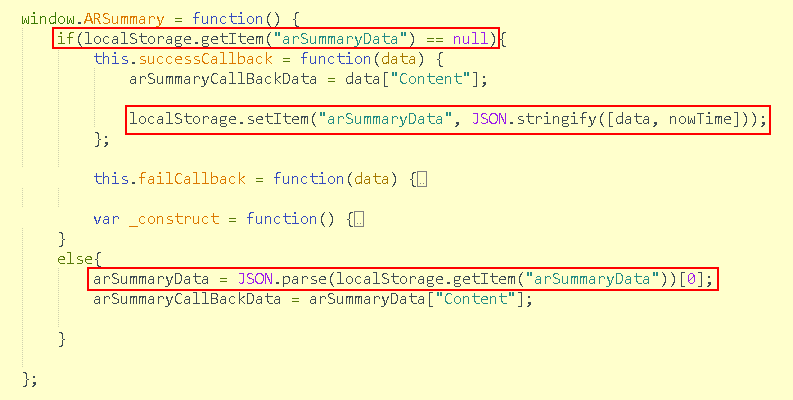 window.ARSummary = function() {
if(localStorage.getItem("arSummaryData") == null){
this.successCallback = function(data) {
arSummaryCallBackData = data["Content"];
localStorage.setItem("arSummaryData", JSON.stringify([data, nowTime]));
};
this.failCallback = function(data) {…
var _construct = function() {…
}
else{
arSummaryData = JSON.parse(localStorage.getItem("arSummaryData"))[0];
arSummaryCallBackData = arSummaryData["Content"];
}
};